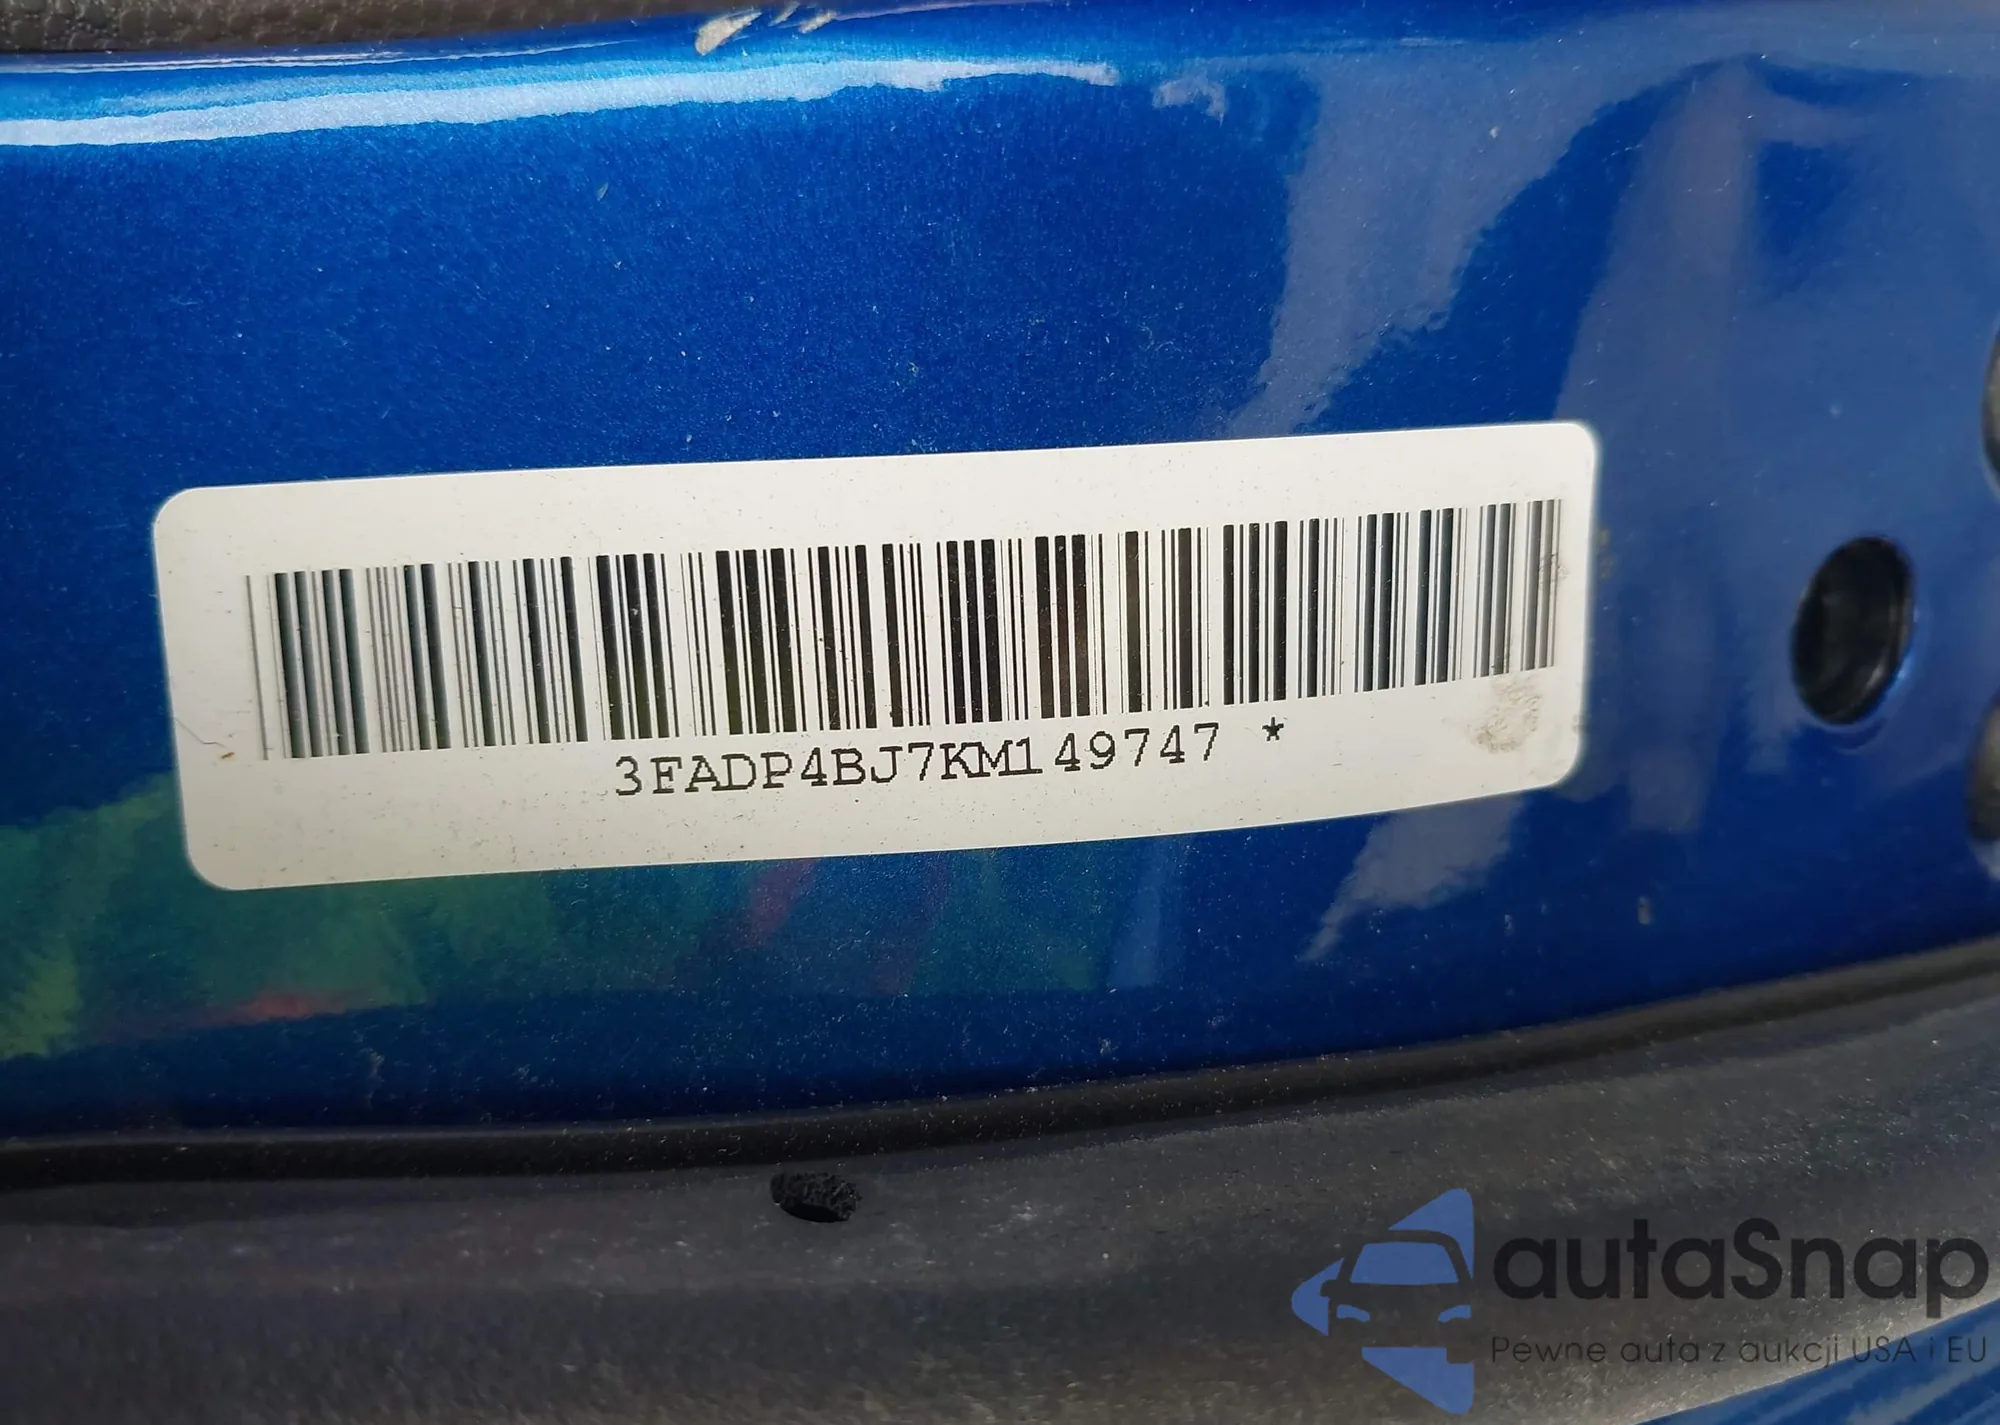 3FADP4BJ7KM149747 *
autaSnap
Pewne auta z aukcji USA i EU